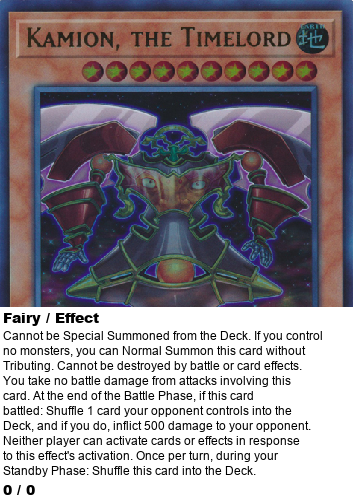 KAMION, THE TIMELORD
EARTH
地
Fairy / Effect
Cannot be Special Summoned from the Deck. If you control
no monsters, you can Normal Summon this card without
Tributing. Cannot be destroyed by battle or card effects.
You take no battle damage from attacks involving this
card. At the end of the Battle Phase, if this card
battled: Shuffle 1 card your opponent controls into the
Deck, and if you do, inflict 500 damage to your opponent.
Neither player can activate cards or effects in response
to this effect's activation. Once per turn, during your
Standby Phase: Shuffle this card into the Deck.
0 / 0